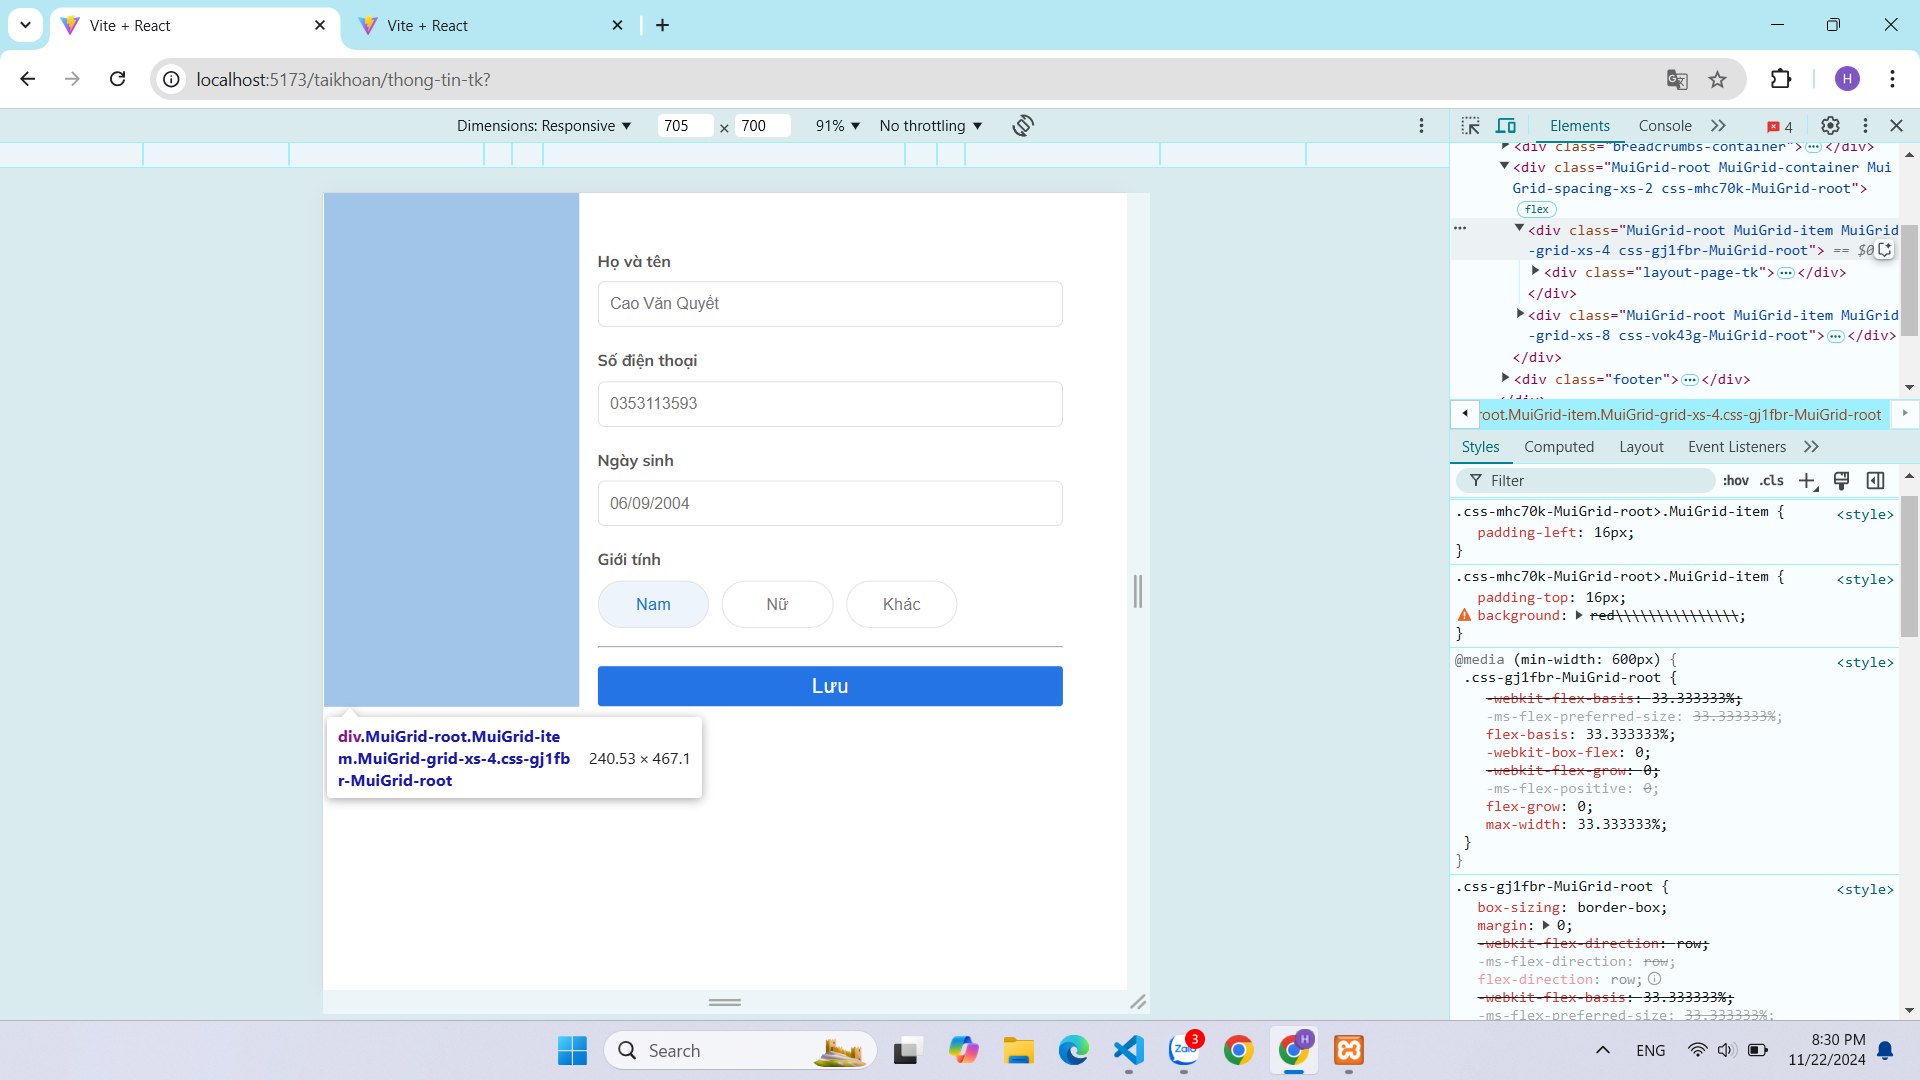 Vite + React
Vite + React
localhost:5173/taikhoan/thong-tin-tk?
H
Dimensions: Responsive
705
×
700
91%
No throttling
Elements
Console
4
Họ và tên
Cao Văn Quyết
Số điện thoại
0353113593
Ngày sinh
06/09/2004
Giới tính
Nam
Nữ
Khác
Lưu
div.MuiGrid-root.MuiGrid-ite
m.MuiGrid-grid-xs-4.css-gj1fb
r-MuiGrid-root
240.53 × 467.1
<div class="breadcrumbs-container"> ⋯ </div>
<div class="MuiGrid-root MuiGrid-container Mui
Grid-spacing-xs-2 css-mhc70k-MuiGrid-root">
flex
<div class="MuiGrid-root MuiGrid-item MuiGrid
-grid-xs-4 css-gj1fbr-MuiGrid-root"> == $0
<div class="layout-page-tk"> ⋯ </div>
</div>
<div class="MuiGrid-root MuiGrid-item MuiGrid
-grid-xs-8 css-vok43g-MuiGrid-root"> ⋯ </div>
</div>
<div class="footer"> ⋯ </div>
root.MuiGrid-item.MuiGrid-grid-xs-4.css-gj1fbr-MuiGrid-root
Styles
Computed
Layout
Event Listeners
Filter
:hov
.cls
.css-mhc70k-MuiGrid-root>.MuiGrid-item {
<style>
padding-left: 16px;
}
.css-mhc70k-MuiGrid-root>.MuiGrid-item {
<style>
padding-top: 16px;
background: red\\\\\\\\\\\\\\\;
}
@media (min-width: 600px) {
<style>
.css-gj1fbr-MuiGrid-root {
-webkit-flex-basis: 33.333333%;
-ms-flex-preferred-size: 33.333333%;
flex-basis: 33.333333%;
-webkit-box-flex: 0;
-webkit-flex-grow: 0;
-ms-flex-positive: 0;
flex-grow: 0;
max-width: 33.333333%;
}
}
.css-gj1fbr-MuiGrid-root {
<style>
box-sizing: border-box;
margin: 0;
-webkit-flex-direction: row;
-ms-flex-direction: row;
flex-direction: row;
-webkit-flex-basis: 33.333333%;
-ms-flex-preferred-size: 33.333333%;
Search
Zalo
3
H
ENG
8:30 PM
11/22/2024